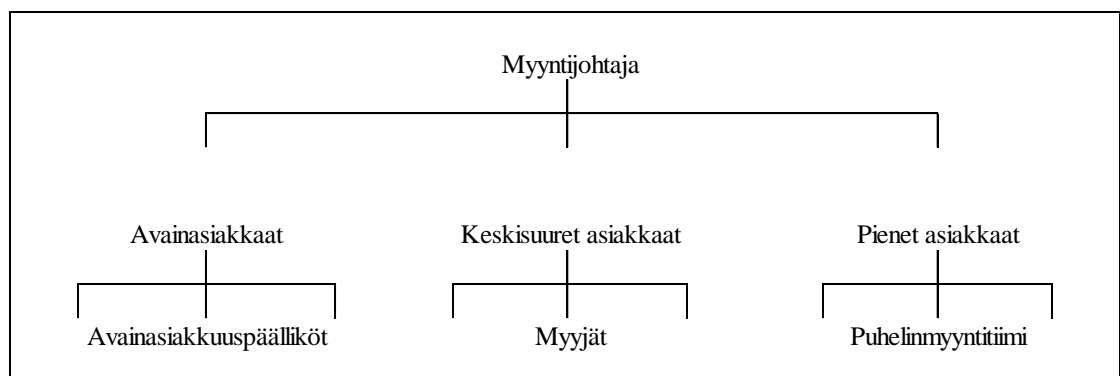 Myyntijohtaja
Avainasiakkaat Keskisuuret asiakkaat Pienet asiakkaat
Avainasiakkuuspäälliköt Myyjät Puhelinmyyntitiimi